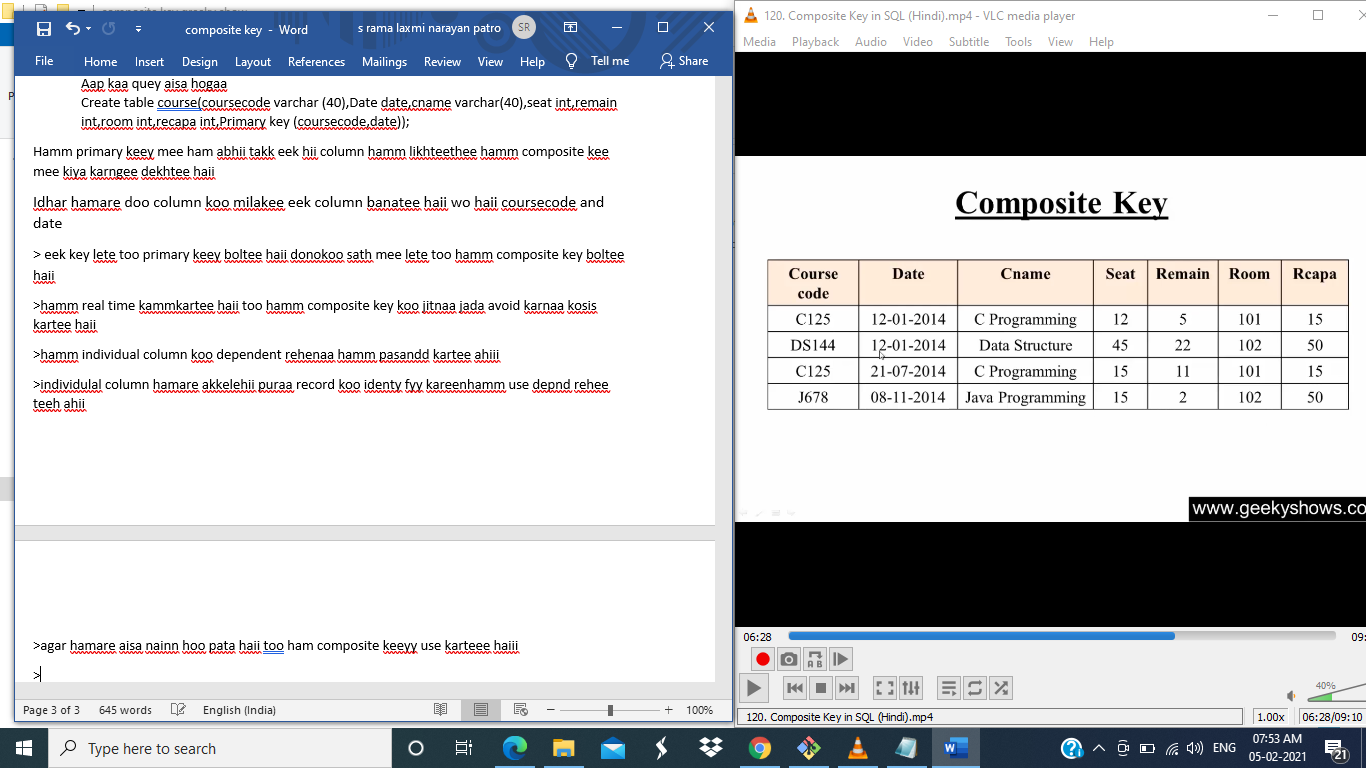 composite key - Word
s rama laxmi narayan patro
SR
File Home Insert Design Layout References Mailings Review View Help Tell me Share
Aap kaa quey aisa hogaa
Create table course(coursecode varchar (40),Date date,cname varchar(40),seat int,remain
int,room int,recapa int,Primary key (coursecode,date));
Hamm primary keey mee ham abhii takk eek hii column hamm likhteethee hamm composite kee
mee kiya karngee dekhtee haii
Idhar hamare doo column koo milakee eek column banatee haii wo haii coursecode and
date
> eek key lete too primary keey boltee haii donokoo sath mee lete too hamm composite key boltee
haii
>hamm real time kammkartee haii too hamm composite key koo jitnaa jada avoid karnaa kosis
kartee haii
>hamm individual column koo dependent rehenaa hamm pasandd kartee ahiii
>individulal column hamare akkelehii puraa record koo identy fyy kareenhamm use depnd rehee
teeh ahii
>agar hamare aisa nainn hoo pata haii too ham composite keeyy use karteee haiii
>
Page 3 of 3 645 words English (India) 100%
120. Composite Key in SQL (Hindi).mp4 - VLC media player
Media Playback Audio Video Subtitle Tools View Help
Composite Key
Course code Date Cname Seat Remain Room Rcapa
C125 12-01-2014 C Programming 12 5 101 15
DS144 12-01-2014 Data Structure 45 22 102 50
C125 21-07-2014 C Programming 15 11 101 15
J678 08-11-2014 Java Programming 15 2 102 50
www.geekyshows.co
06:28 09:
40%
120. Composite Key in SQL (Hindi).mp4 1.00x 06:28/09:10
Type here to search
ENG
07:53 AM
05-02-2021
21